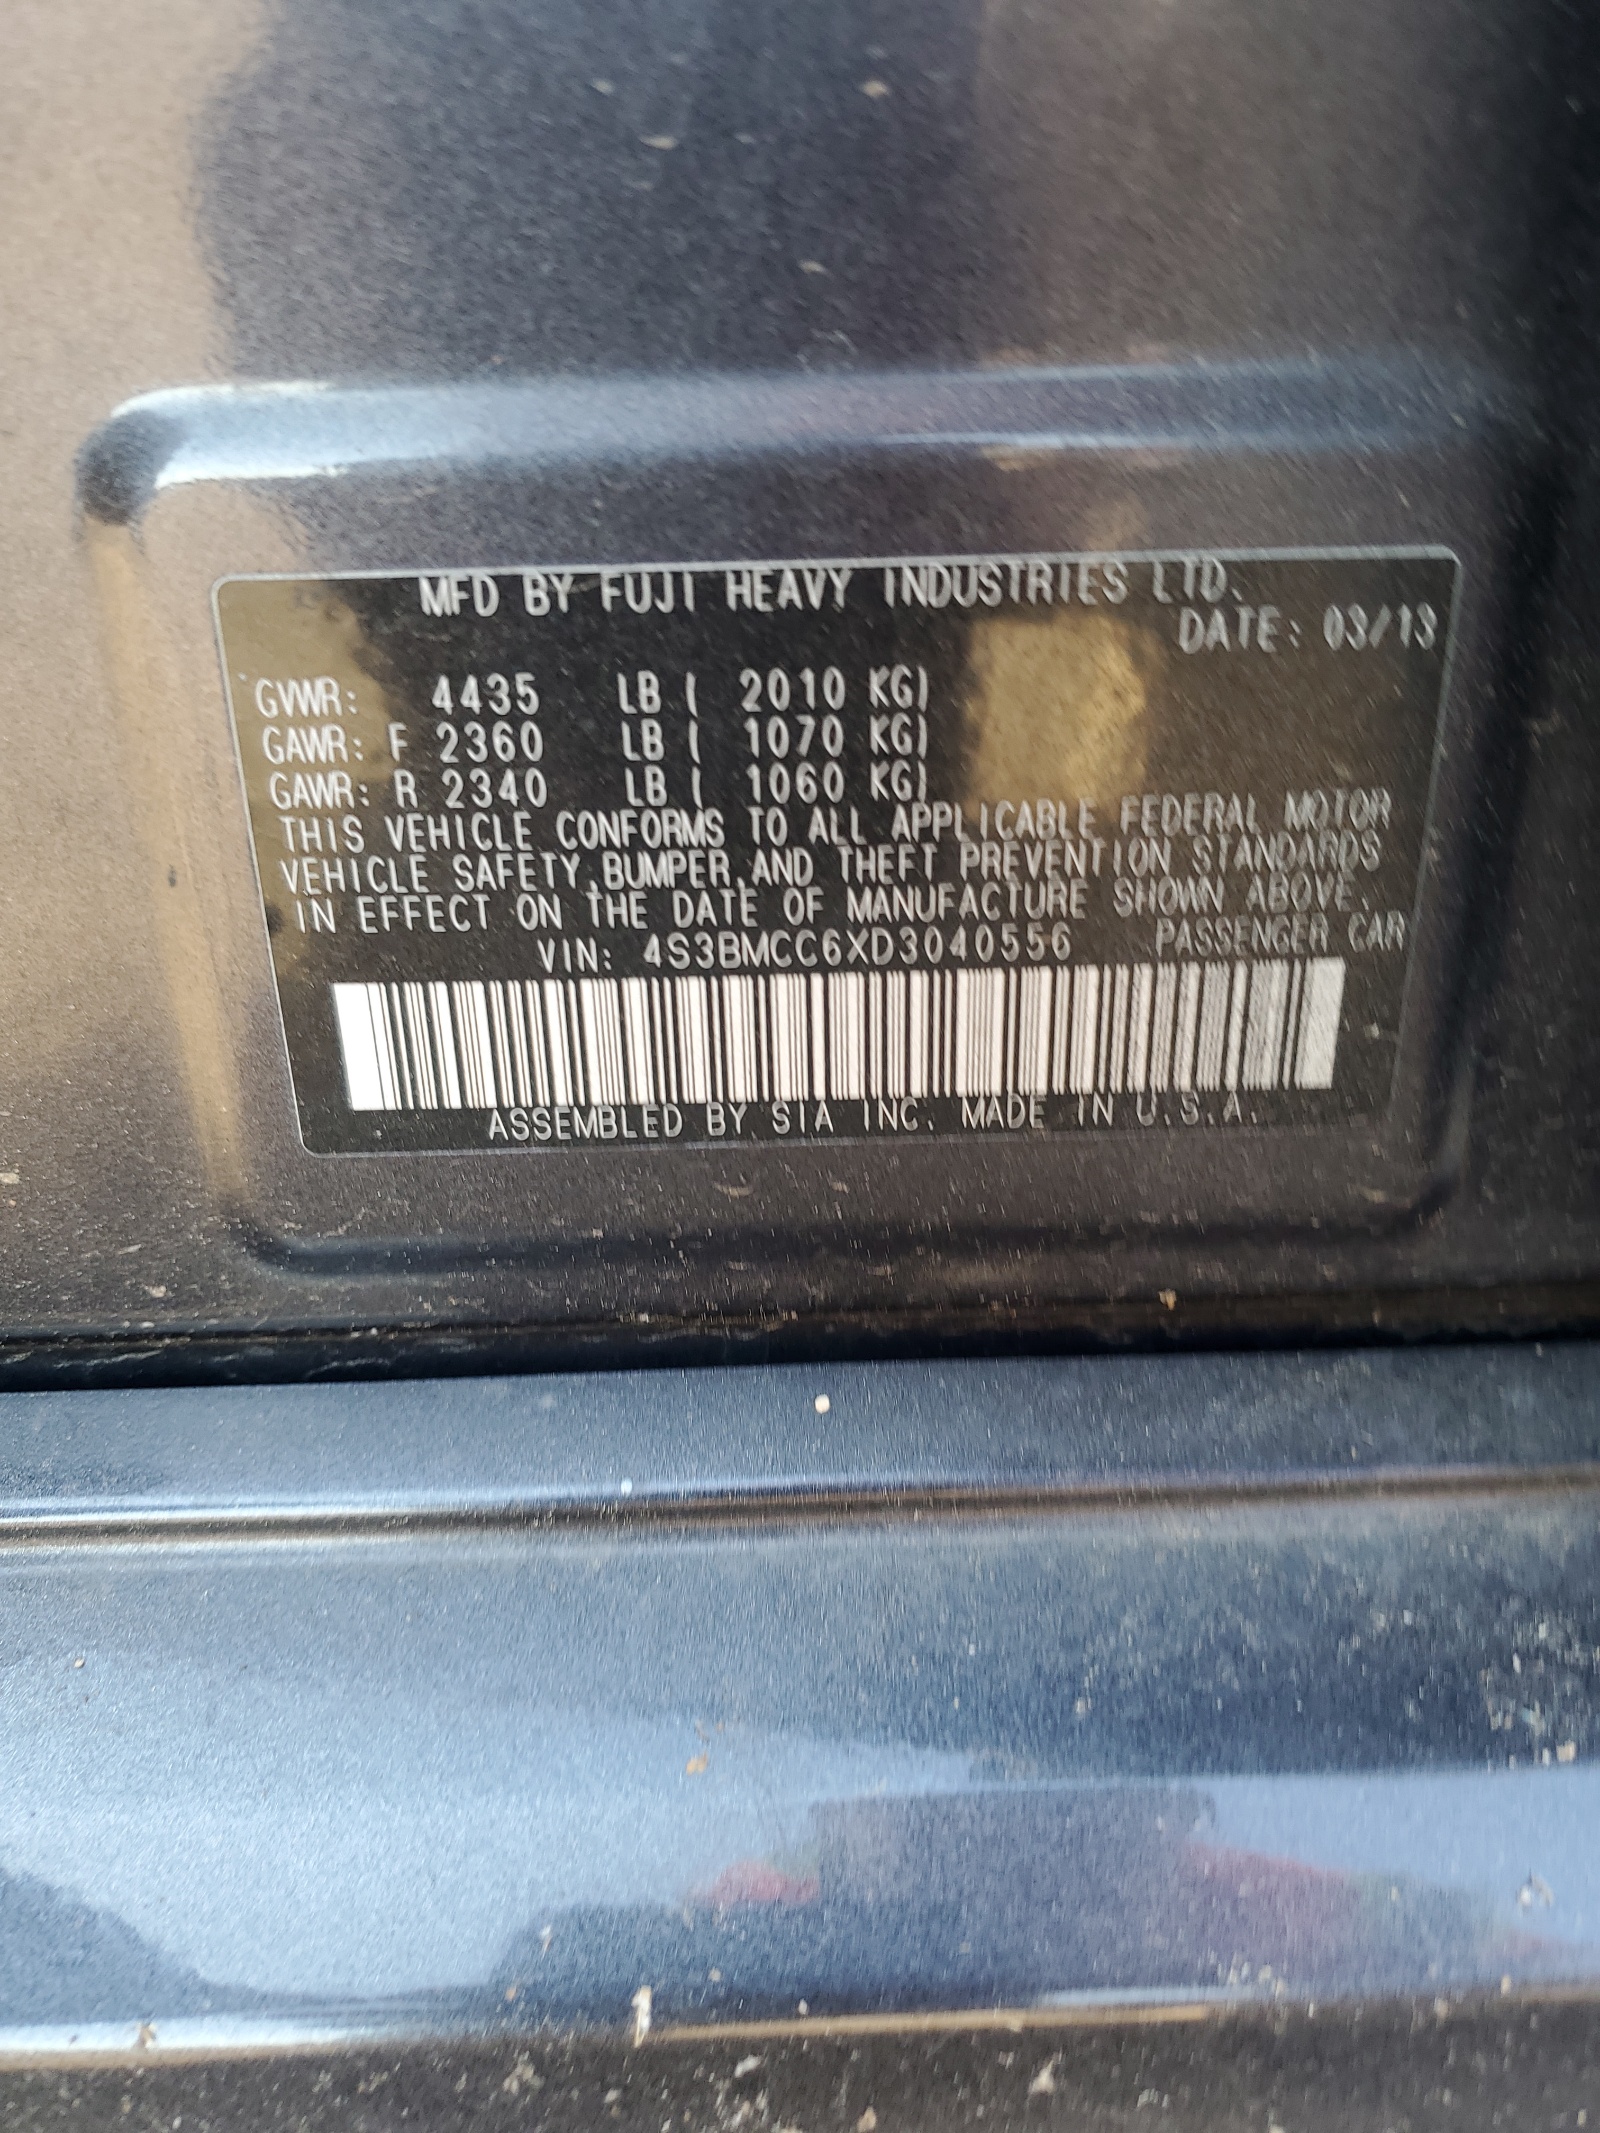 MFD BY FUJI HEAVY INDUSTRIES LTD.
DATE: 03/13
GVWR: 4435 LB ( 2010 KG)
GAWR: F 2360 LB ( 1070 KG)
GAWR: R 2340 LB ( 1060 KG)
THIS VEHICLE CONFORMS TO ALL APPLICABLE FEDERAL MOTOR
VEHICLE SAFETY, BUMPER, AND THEFT PREVENTION STANDARDS
IN EFFECT ON THE DATE OF MANUFACTURE SHOWN ABOVE.
VIN: 4S3BMCC6XD3040556 PASSENGER CAR
ASSEMBLED BY SIA INC. MADE IN U.S.A.